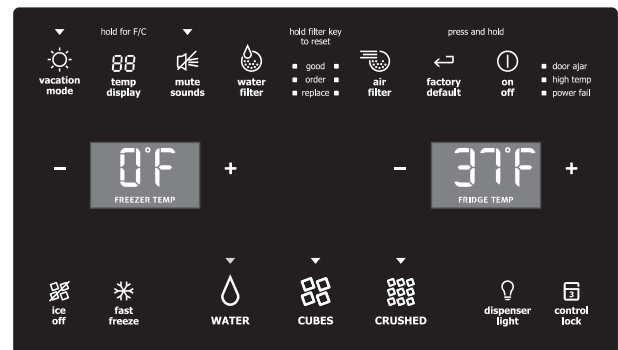 hold for F/C
hold filter key
to reset
press and hold
88
good
order
replace
door ajar
high temp
power fail
vacation
mode
temp
display
mute
sounds
water
filter
air
filter
factory
default
on
off
– 0°F +
FREEZER TEMP
– 37°F +
FRIDGE TEMP
3
ice
off
fast
freeze
WATER
CUBES
CRUSHED
dispenser
light
control
lock